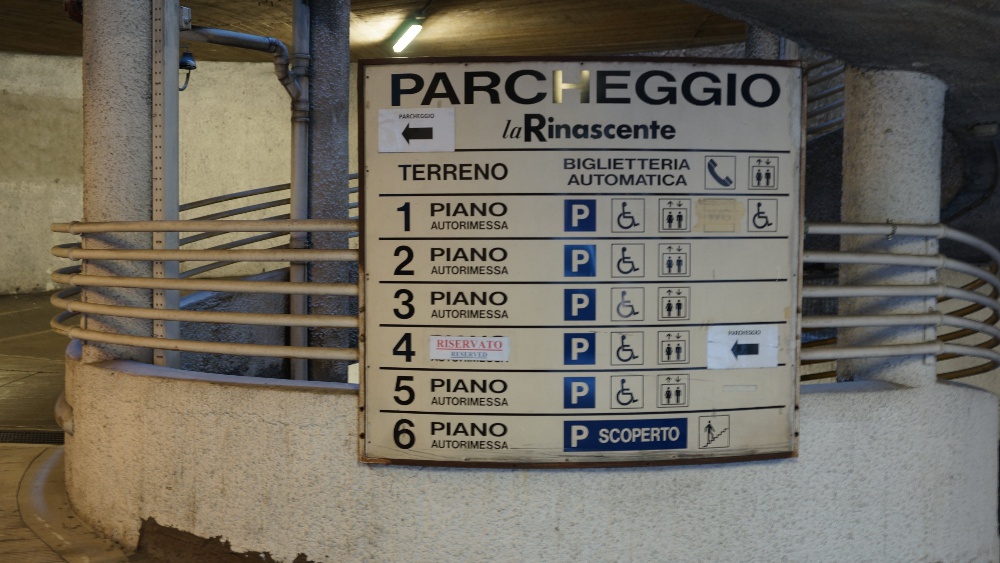 PARCHEGGIO
PARCHEGGIO
la Rinascente
TERRENO
BIGLIETTERIA
AUTOMATICA
1 PIANO P
AUTORIMESSA
2 PIANO P
AUTORIMESSA
3 PIANO P
AUTORIMESSA
PARCHEGGIO
4 RISERVATO P
RESERVED
5 PIANO P
AUTORIMESSA
6 PIANO P SCOPERTO
AUTORIMESSA